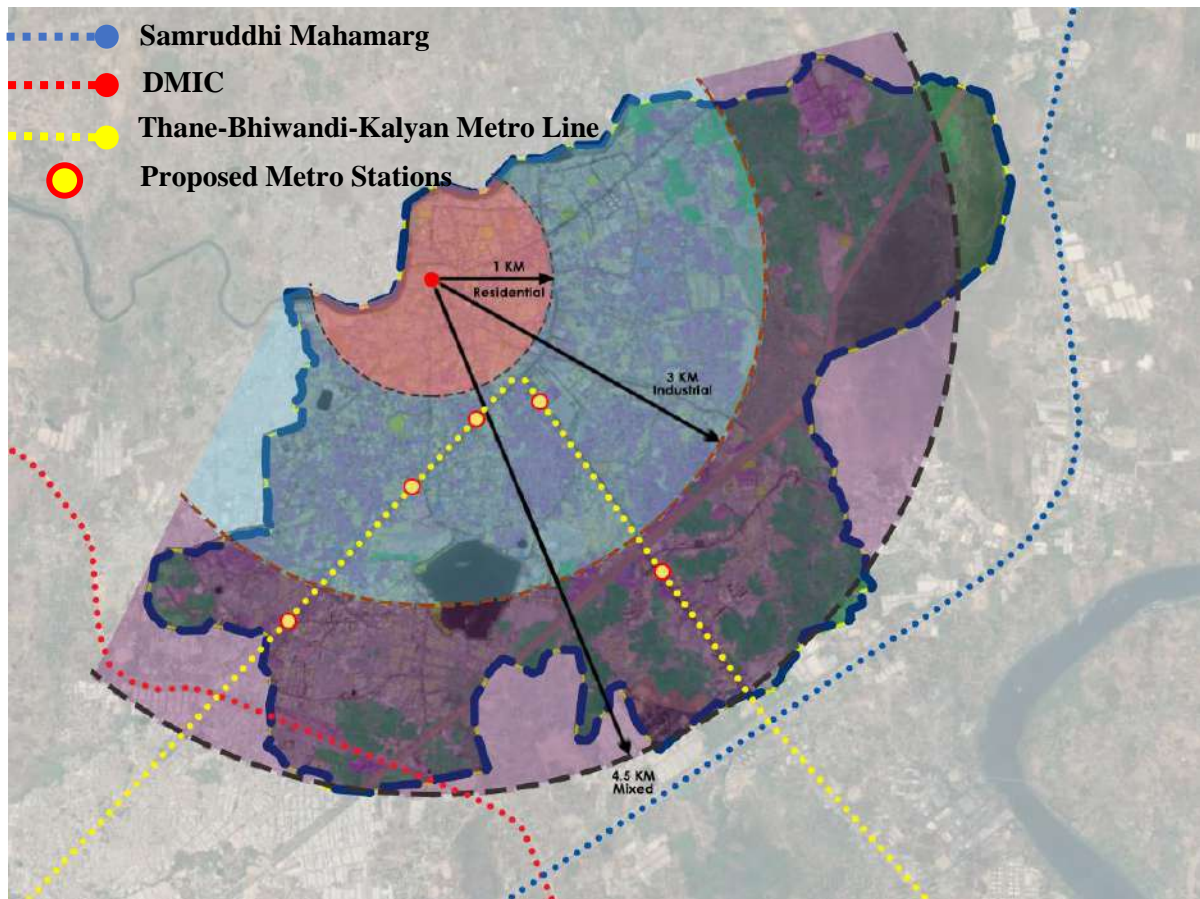 Samruddhi Mahamarg
DMIC
Thane-Bhiwandi-Kalyan Metro Line
Proposed Metro Stations
1 KM
Residential
3 KM
Industrial
4.5 KM
Mixed